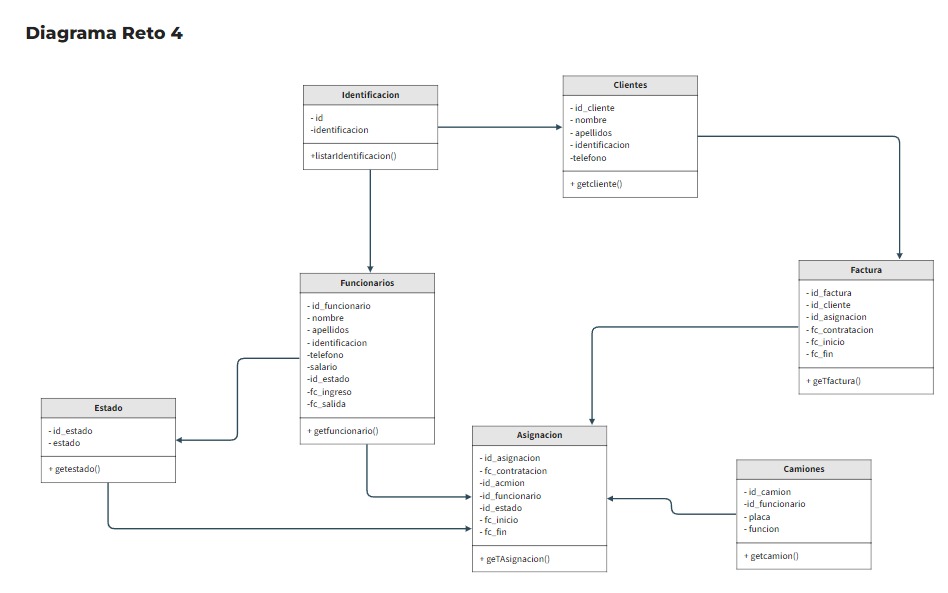 Diagrama Reto 4
Identificacion
- id
-identificacion
+listarIdentificacion()
Clientes
- id_cliente
- nombre
- apellidos
- identificacion
-telefono
+ getcliente()
Funcionarios
- id_funcionario
- nombre
- apellidos
- identificacion
-telefono
-salario
-id_estado
-fc_ingreso
-fc_salida
+ getfuncionario()
Factura
- id_factura
- id_cliente
- id_asignacion
- fc_contratacion
- fc_inicio
- fc_fin
+ geTfactura()
Estado
- id_estado
- estado
+ getestado()
Asignacion
- id_asignacion
- fc_contratacion
-id_acmion
-id_funcionario
-id_estado
- fc_inicio
- fc_fin
+ geTAsignacion()
Camiones
- id_camion
-id_funcionario
- placa
- funcion
+ getcamion()